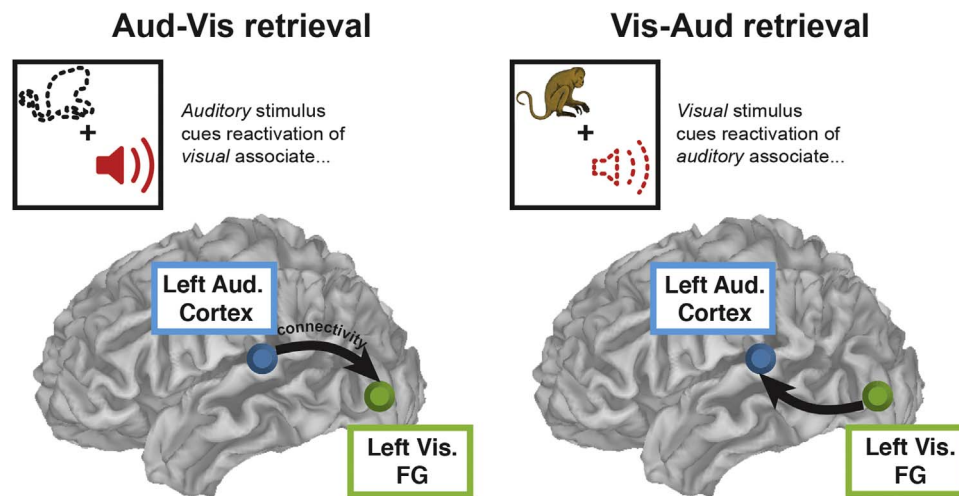 Aud-Vis retrieval
Auditory stimulus
cues reactivation of
visual associate...
Left Aud.
Cortex
connectivity
Left Vis.
FG
Vis-Aud retrieval
Visual stimulus
cues reactivation of
auditory associate...
Left Aud.
Cortex
Left Vis.
FG